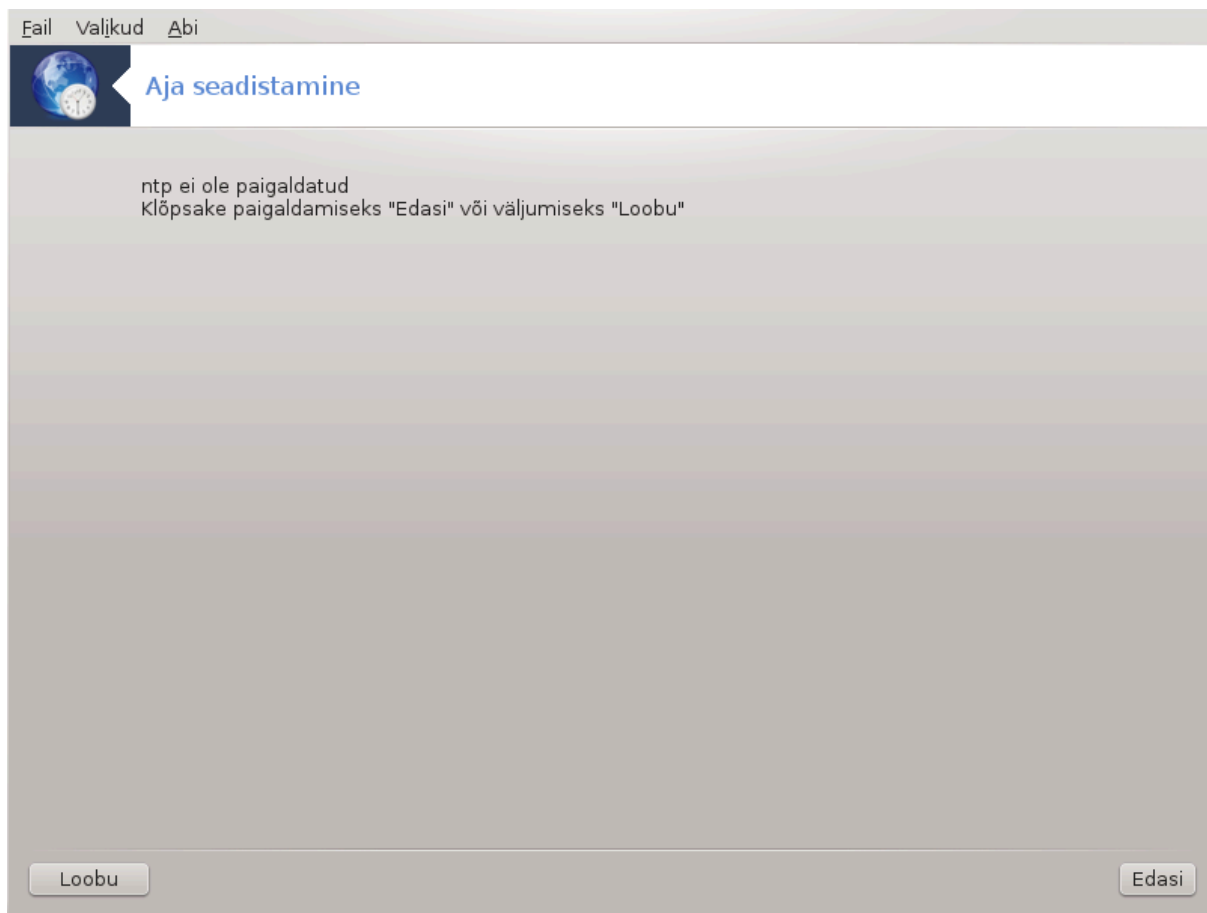 Fail Valikud Abi
Aja seadistamine
ntp ei ole paigaldatud
Klõpsake paigaldamiseks "Edasi" või väljumiseks "Loobu"
Loobu Edasi